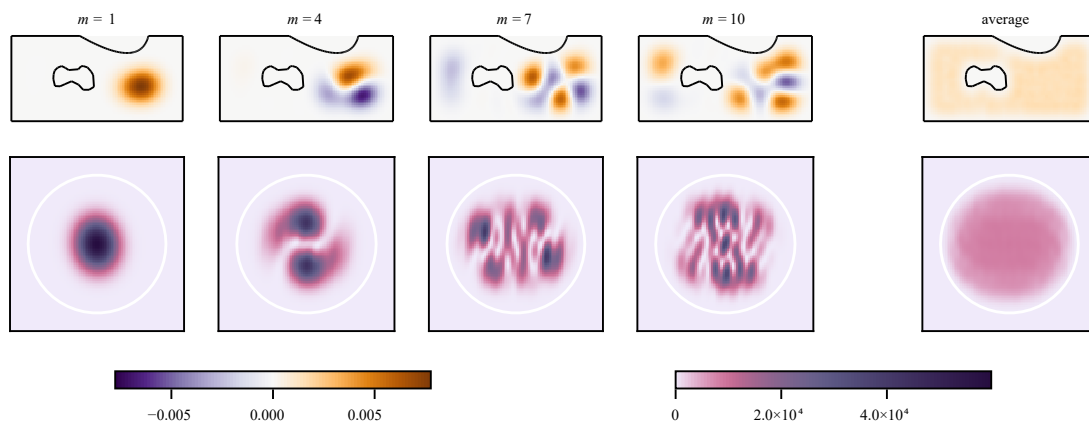 m = 1 m = 4 m = 7 m = 10 average
−0.005 0.000 0.005 0 2.0×10⁴ 4.0×10⁴